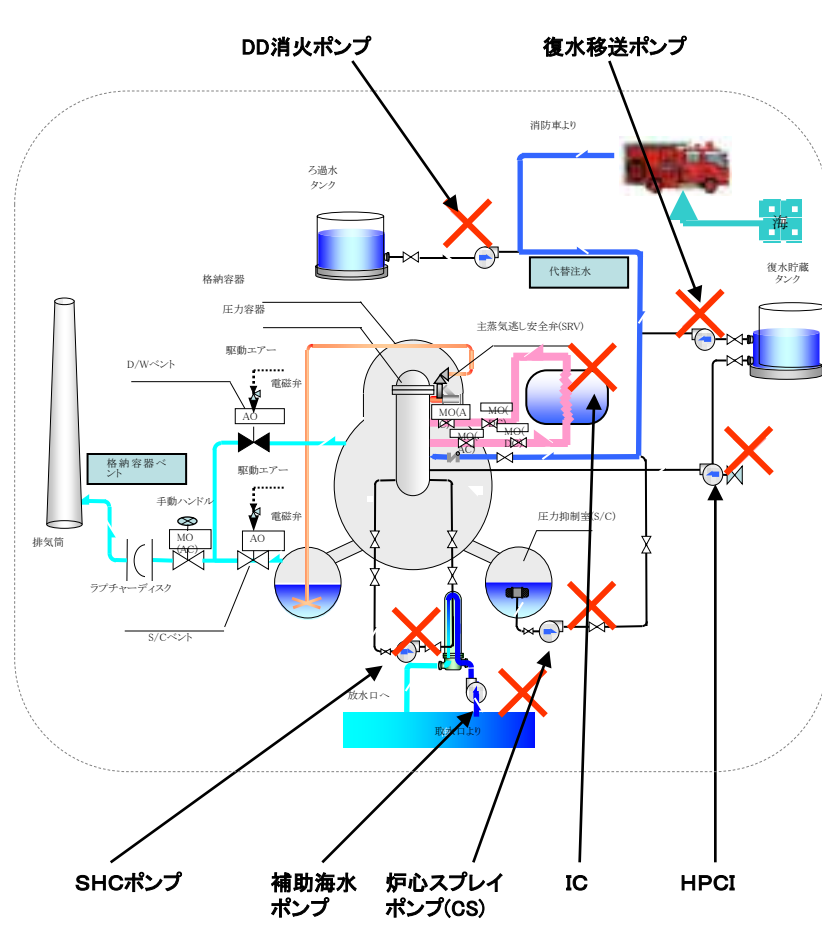 DD消火ポンプ
復水移送ポンプ
消防車より
ろ過水
タンク
海
代替注水
復水貯蔵
タンク
格納容器
圧力容器
主蒸気逃し安全弁(SRV)
駆動エアー
D/Wベント
電磁弁
AO
MO(A
MO(
MO(
MO(
AC)
格納容器ベ
ント
駆動エアー
手動ハンドル
電磁弁
圧力抑制室(S/C)
排気筒
MO
(AC)
AO
ラプチャーディスク
S/Cベント
放水口へ
取水口より
SHCポンプ
補助海水
ポンプ
炉心スプレイ
ポンプ(CS)
IC
HPCI